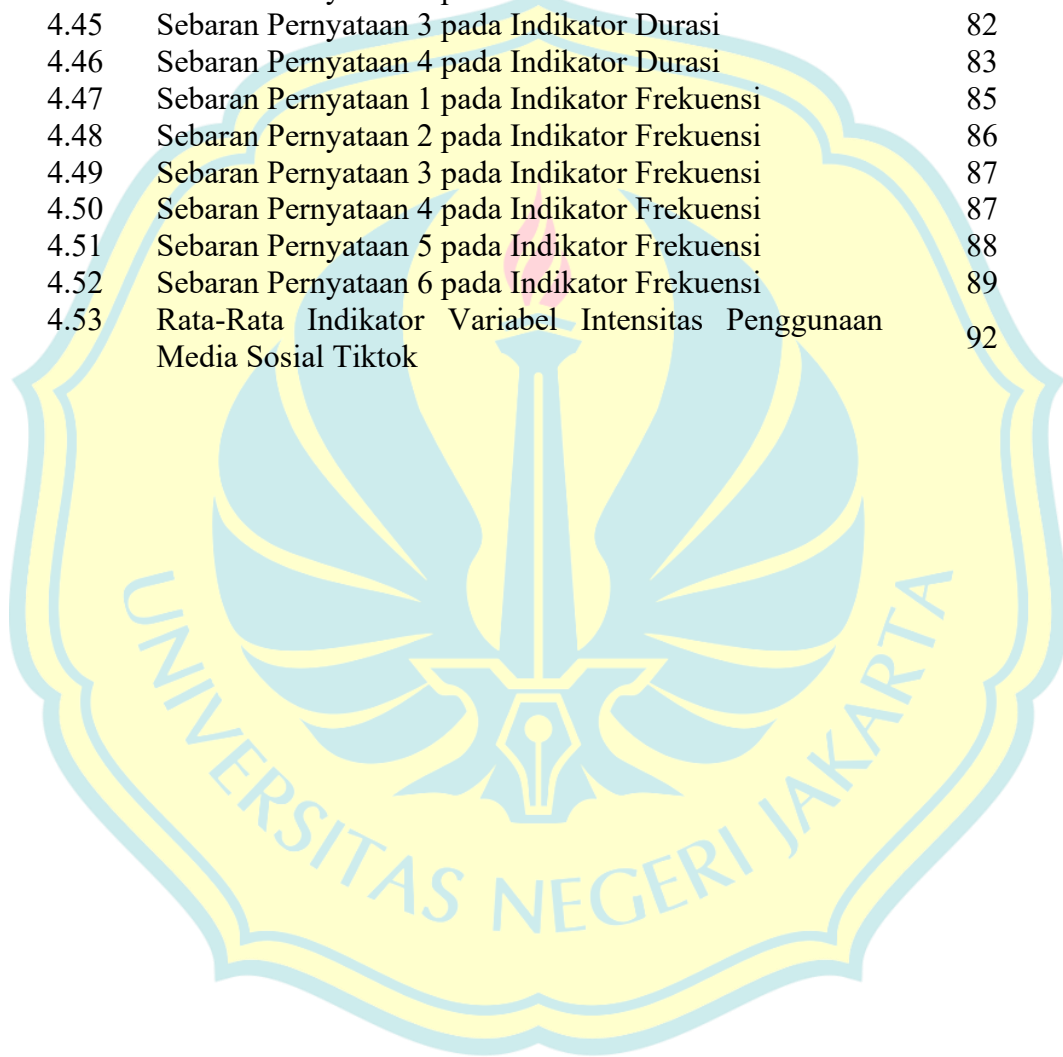 4.45 Sebaran Pernyataan 3 pada Indikator Durasi 82
4.46 Sebaran Pernyataan 4 pada Indikator Durasi 83
4.47 Sebaran Pernyataan 1 pada Indikator Frekuensi 85
4.48 Sebaran Pernyataan 2 pada Indikator Frekuensi 86
4.49 Sebaran Pernyataan 3 pada Indikator Frekuensi 87
4.50 Sebaran Pernyataan 4 pada Indikator Frekuensi 87
4.51 Sebaran Pernyataan 5 pada Indikator Frekuensi 88
4.52 Sebaran Pernyataan 6 pada Indikator Frekuensi 89
4.53 Rata-Rata Indikator Variabel Intensitas Penggunaan
Media Sosial Tiktok 92
UNIVERSITAS NEGERI JAKARTA